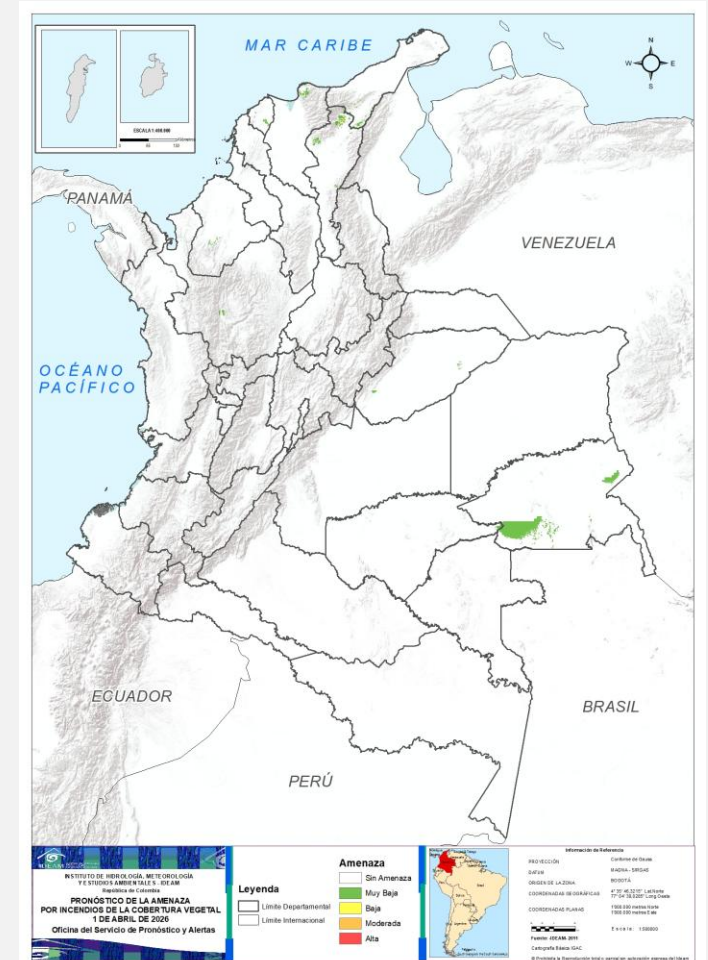 MAR CARIBE
N
W
E
S
ESCALA 1:400.000
PANAMÁ
VENEZUELA
OCÉANO
PACÍFICO
ECUADOR
BRASIL
PERÚ
IDEAM
INSTITUTO DE HIDROLOGÍA, METEOROLOGÍA
Y ESTUDIOS AMBIENTALES - IDEAM
República de Colombia
PRONÓSTICO DE LA AMENAZA
POR INCENDIOS DE LA COBERTURA VEGETAL
1 DE ABRIL DE 2026
Oficina del Servicio de Pronóstico y Alertas
Leyenda
Límite Departamental
Límite Internacional
Amenaza
Sin Amenaza
Muy Baja
Baja
Moderada
Alta
Información de Referencia
PROYECCIÓN Conforme de Gauss
DATUM MAGNA - SIRGAS
ORIGEN DE LA ZONA BOGOTÁ
COORDENADAS GEOGRÁFICAS
COORDENADAS PLANAS 1'000.000 metros Norte
1'000.000 metros Este
Fuente: IDEAM
Cartografía Básica IGAC